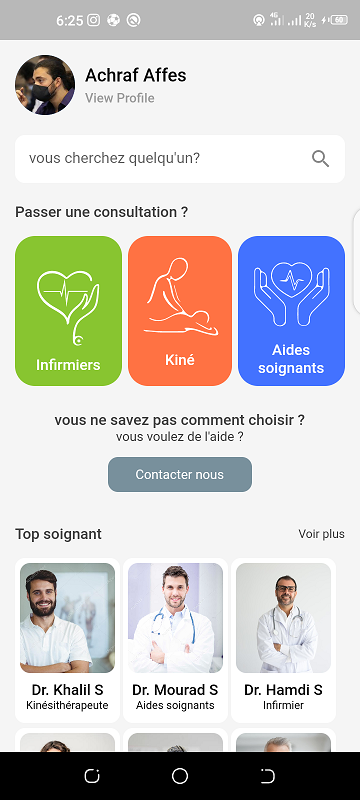 6:25
4G
20
K/s
60
Achraf Affes
View Profile
vous cherchez quelqu'un?
Passer une consultation ?
Infirmiers
Kiné
Aides
soignants
vous ne savez pas comment choisir ?
vous voulez de l'aide ?
Contacter nous
Top soignant
Voir plus
Dr. Khalil S
Kinésithérapeute
Dr. Mourad S
Aides soignants
Dr. Hamdi S
Infirmier